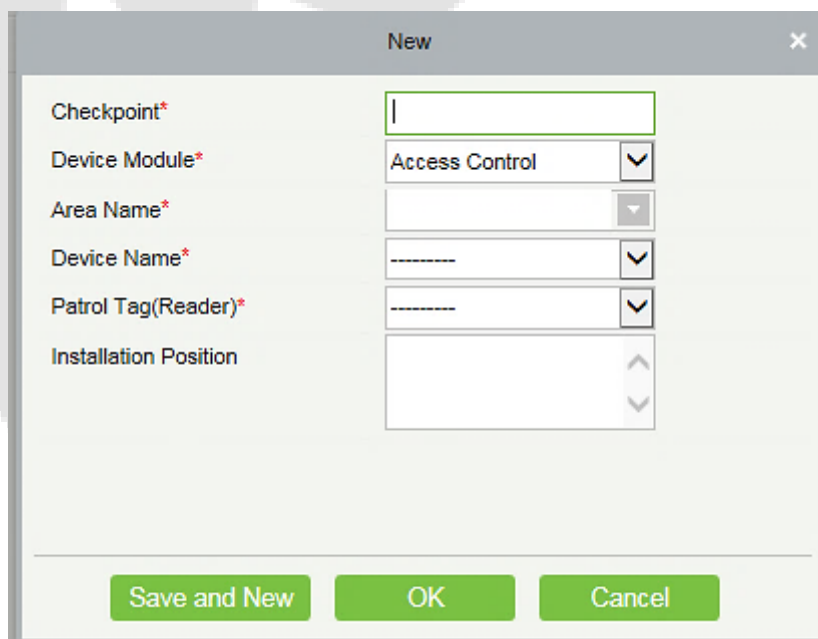 New
Checkpoint*
Device Module* Access Control
Area Name*
Device Name* ---------
Patrol Tag(Reader)* ---------
Installation Position
Save and New OK Cancel